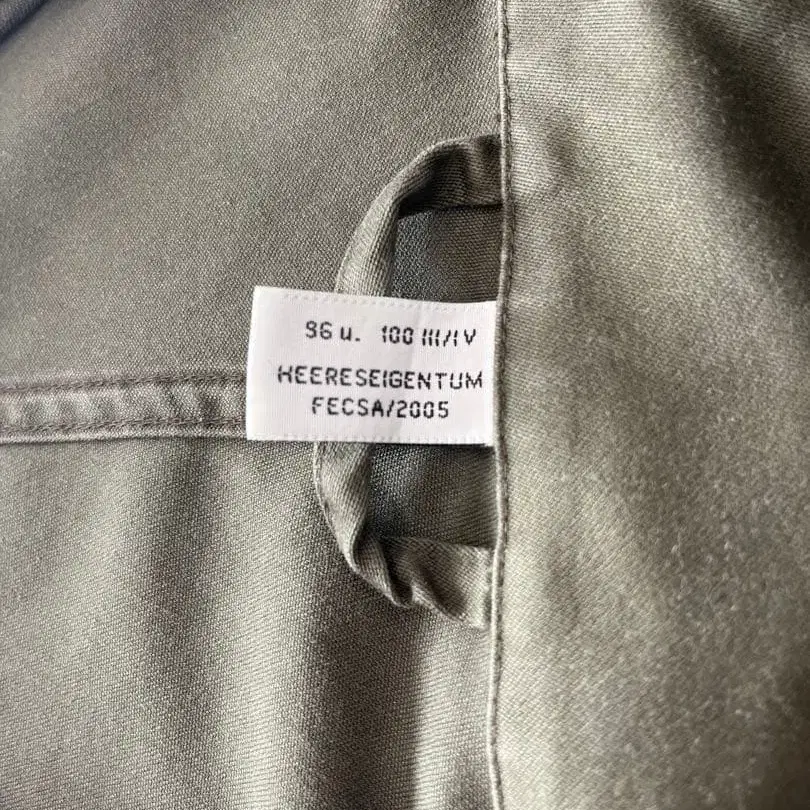 96 u. 100 III/IV
HEERESEIGENTUM
FECSA/2005